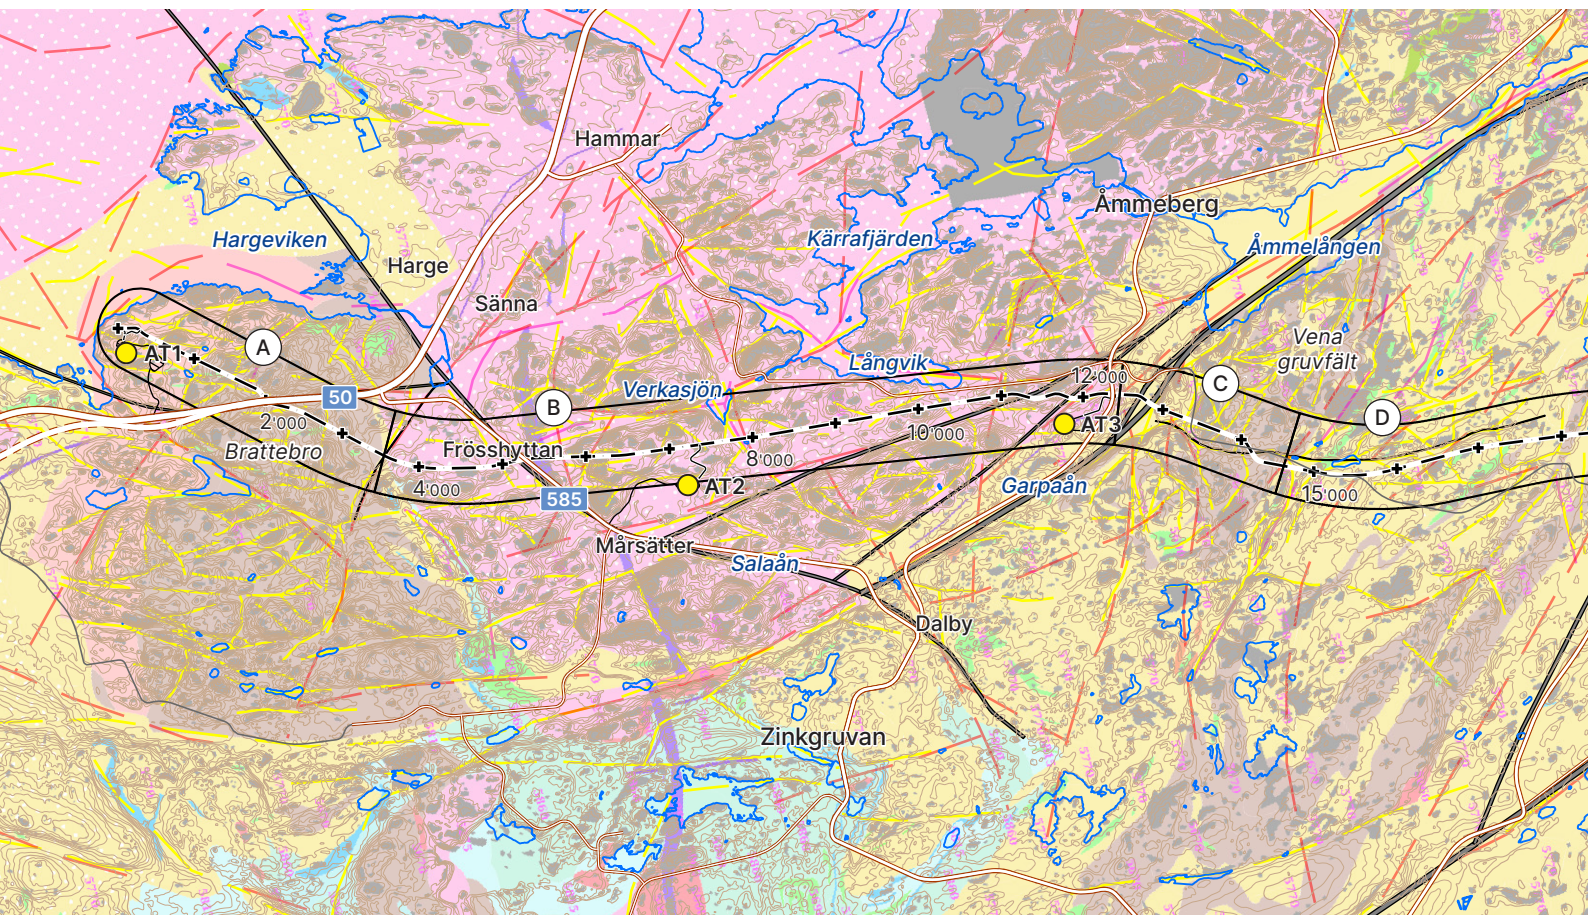 Hammar
Åmmeberg
Hargeviken
Kärrafjärden
Åmmelången
Harge
Sänna
Vena
gruvfält
A
AT1
Långvik
12'000
C
50
Verkasjön
B
D
2'000
AT3
10'000
Brattebro
Frösshyttan
8'000
4'000
AT2
Garpaån
15'000
585
Mårsätter
Salaån
Dalby
Zinkgruvan